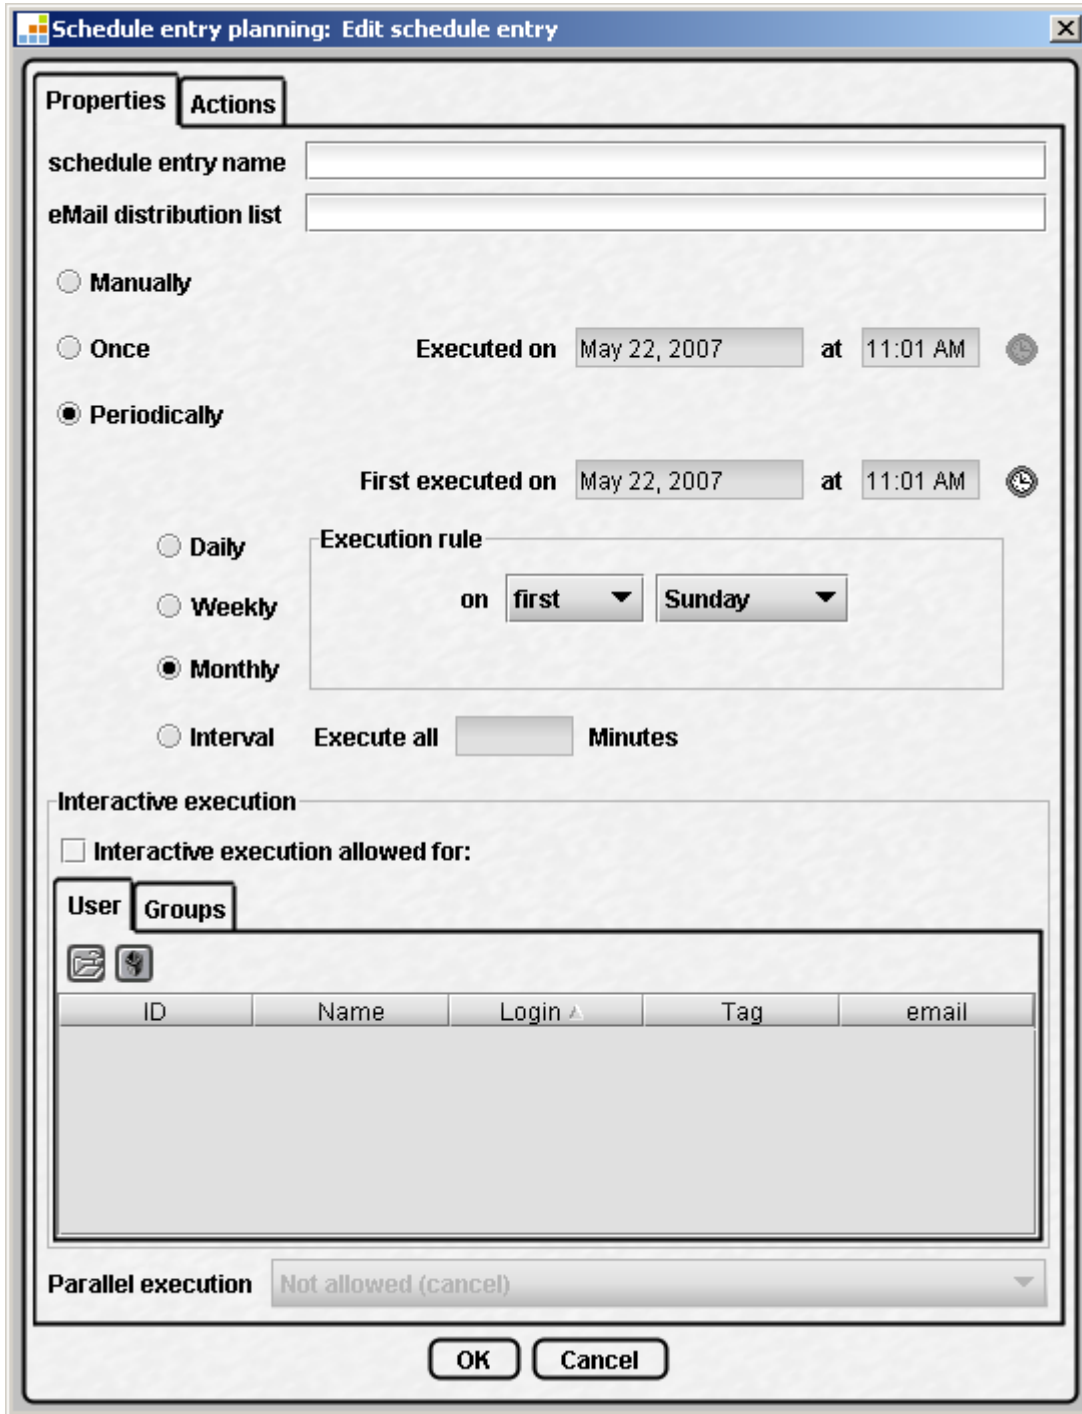 Schedule entry planning: Edit schedule entry
Properties Actions
schedule entry name
eMail distribution list
Manually
Once Executed on May 22, 2007 at 11:01 AM
Periodically
First executed on May 22, 2007 at 11:01 AM
Daily Execution rule
on first Sunday
Weekly
Monthly
Interval Execute all Minutes
Interactive execution
Interactive execution allowed for:
User Groups
ID Name Login Tag email
Parallel execution Not allowed (cancel)
OK Cancel